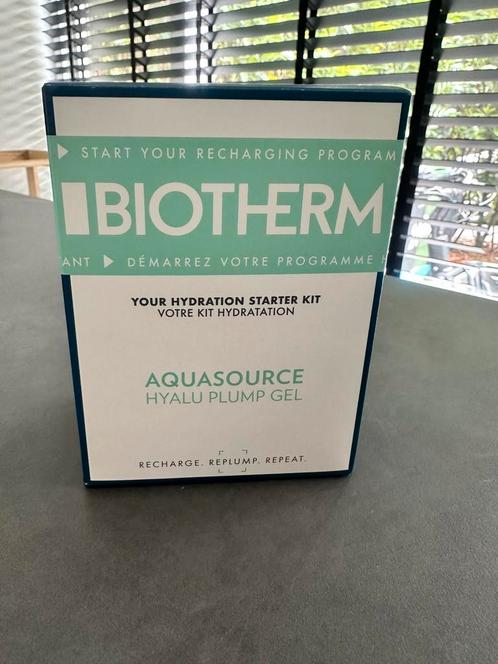 START YOUR RECHARGING PROGRAM
BIOTHERM
ANT DÉMARREZ VOTRE PROGRAMME H
YOUR HYDRATION STARTER KIT
VOTRE KIT HYDRATATION
AQUASOURCE
HYALU PLUMP GEL
RECHARGE. REPLUMP. REPEAT.